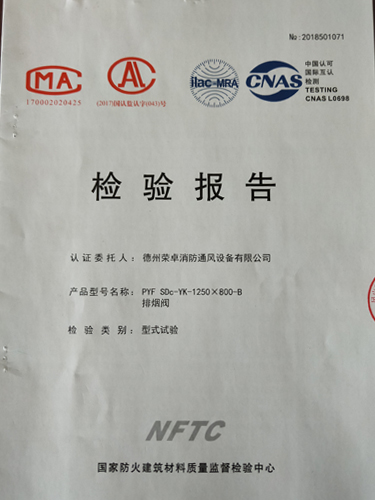 №: 2018501071
MA
170002020425
AL
(2017)国认监认字(043)号
ilac-MRA
CNAS
中国认可
国际互认
检测
TESTING
CNAS L0698
检验报告
认证委托人：德州荣卓消防通风设备有限公司
产品型号名称：PYF SDc-YK-1250×800-B
排烟阀
检验类别：型式试验
NFTC
国家防火建筑材料质量监督检验中心